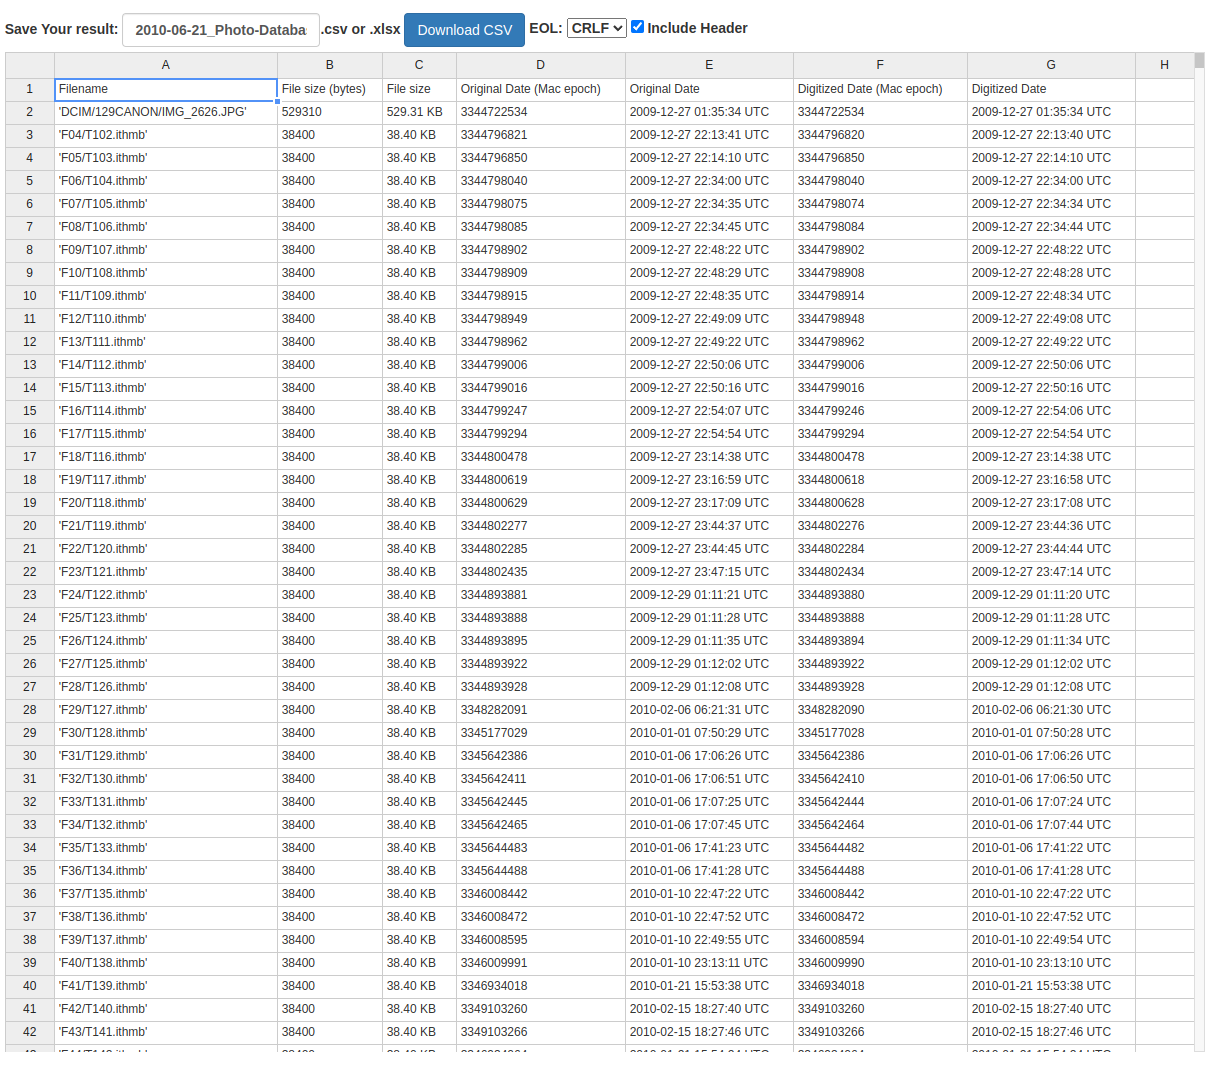 Save Your result: 2010-06-21_Photo-Databa .csv or .xlsx Download CSV EOL: CRLF Include Header
A B C D E F G H
1 Filename File size (bytes) File size Original Date (Mac epoch) Original Date Digitized Date (Mac epoch) Digitized Date
2 'DCIM/129CANON/IMG_2626.JPG' 529310 529.31 KB 3344722534 2009-12-27 01:35:34 UTC 3344722534 2009-12-27 01:35:34 UTC
3 'F04/T102.ithmb' 38400 38.40 KB 3344796821 2009-12-27 22:13:41 UTC 3344796820 2009-12-27 22:13:40 UTC
4 'F05/T103.ithmb' 38400 38.40 KB 3344796850 2009-12-27 22:14:10 UTC 3344796850 2009-12-27 22:14:10 UTC
5 'F06/T104.ithmb' 38400 38.40 KB 3344798040 2009-12-27 22:34:00 UTC 3344798040 2009-12-27 22:34:00 UTC
6 'F07/T105.ithmb' 38400 38.40 KB 3344798075 2009-12-27 22:34:35 UTC 3344798074 2009-12-27 22:34:34 UTC
7 'F08/T106.ithmb' 38400 38.40 KB 3344798085 2009-12-27 22:34:45 UTC 3344798084 2009-12-27 22:34:44 UTC
8 'F09/T107.ithmb' 38400 38.40 KB 3344798902 2009-12-27 22:48:22 UTC 3344798902 2009-12-27 22:48:22 UTC
9 'F10/T108.ithmb' 38400 38.40 KB 3344798909 2009-12-27 22:48:29 UTC 3344798908 2009-12-27 22:48:28 UTC
10 'F11/T109.ithmb' 38400 38.40 KB 3344798915 2009-12-27 22:48:35 UTC 3344798914 2009-12-27 22:48:34 UTC
11 'F12/T110.ithmb' 38400 38.40 KB 3344798949 2009-12-27 22:49:09 UTC 3344798948 2009-12-27 22:49:08 UTC
12 'F13/T111.ithmb' 38400 38.40 KB 3344798962 2009-12-27 22:49:22 UTC 3344798962 2009-12-27 22:49:22 UTC
13 'F14/T112.ithmb' 38400 38.40 KB 3344799006 2009-12-27 22:50:06 UTC 3344799006 2009-12-27 22:50:06 UTC
14 'F15/T113.ithmb' 38400 38.40 KB 3344799016 2009-12-27 22:50:16 UTC 3344799016 2009-12-27 22:50:16 UTC
15 'F16/T114.ithmb' 38400 38.40 KB 3344799247 2009-12-27 22:54:07 UTC 3344799246 2009-12-27 22:54:06 UTC
16 'F17/T115.ithmb' 38400 38.40 KB 3344799294 2009-12-27 22:54:54 UTC 3344799294 2009-12-27 22:54:54 UTC
17 'F18/T116.ithmb' 38400 38.40 KB 3344800478 2009-12-27 23:14:38 UTC 3344800478 2009-12-27 23:14:38 UTC
18 'F19/T117.ithmb' 38400 38.40 KB 3344800619 2009-12-27 23:16:59 UTC 3344800618 2009-12-27 23:16:58 UTC
19 'F20/T118.ithmb' 38400 38.40 KB 3344800629 2009-12-27 23:17:09 UTC 3344800628 2009-12-27 23:17:08 UTC
20 'F21/T119.ithmb' 38400 38.40 KB 3344802277 2009-12-27 23:44:37 UTC 3344802276 2009-12-27 23:44:36 UTC
21 'F22/T120.ithmb' 38400 38.40 KB 3344802285 2009-12-27 23:44:45 UTC 3344802284 2009-12-27 23:44:44 UTC
22 'F23/T121.ithmb' 38400 38.40 KB 3344802435 2009-12-27 23:47:15 UTC 3344802434 2009-12-27 23:47:14 UTC
23 'F24/T122.ithmb' 38400 38.40 KB 3344893881 2009-12-29 01:11:21 UTC 3344893880 2009-12-29 01:11:20 UTC
24 'F25/T123.ithmb' 38400 38.40 KB 3344893888 2009-12-29 01:11:28 UTC 3344893888 2009-12-29 01:11:28 UTC
25 'F26/T124.ithmb' 38400 38.40 KB 3344893895 2009-12-29 01:11:35 UTC 3344893894 2009-12-29 01:11:34 UTC
26 'F27/T125.ithmb' 38400 38.40 KB 3344893922 2009-12-29 01:12:02 UTC 3344893922 2009-12-29 01:12:02 UTC
27 'F28/T126.ithmb' 38400 38.40 KB 3344893928 2009-12-29 01:12:08 UTC 3344893928 2009-12-29 01:12:08 UTC
28 'F29/T127.ithmb' 38400 38.40 KB 3348282091 2010-02-06 06:21:31 UTC 3348282090 2010-02-06 06:21:30 UTC
29 'F30/T128.ithmb' 38400 38.40 KB 3345177029 2010-01-01 07:50:29 UTC 3345177028 2010-01-01 07:50:28 UTC
30 'F31/T129.ithmb' 38400 38.40 KB 3345642386 2010-01-06 17:06:26 UTC 3345642386 2010-01-06 17:06:26 UTC
31 'F32/T130.ithmb' 38400 38.40 KB 3345642411 2010-01-06 17:06:51 UTC 3345642410 2010-01-06 17:06:50 UTC
32 'F33/T131.ithmb' 38400 38.40 KB 3345642445 2010-01-06 17:07:25 UTC 3345642444 2010-01-06 17:07:24 UTC
33 'F34/T132.ithmb' 38400 38.40 KB 3345642465 2010-01-06 17:07:45 UTC 3345642464 2010-01-06 17:07:44 UTC
34 'F35/T133.ithmb' 38400 38.40 KB 3345644483 2010-01-06 17:41:23 UTC 3345644482 2010-01-06 17:41:22 UTC
35 'F36/T134.ithmb' 38400 38.40 KB 3345644488 2010-01-06 17:41:28 UTC 3345644488 2010-01-06 17:41:28 UTC
36 'F37/T135.ithmb' 38400 38.40 KB 3346008442 2010-01-10 22:47:22 UTC 3346008442 2010-01-10 22:47:22 UTC
37 'F38/T136.ithmb' 38400 38.40 KB 3346008472 2010-01-10 22:47:52 UTC 3346008472 2010-01-10 22:47:52 UTC
38 'F39/T137.ithmb' 38400 38.40 KB 3346008595 2010-01-10 22:49:55 UTC 3346008594 2010-01-10 22:49:54 UTC
39 'F40/T138.ithmb' 38400 38.40 KB 3346009991 2010-01-10 23:13:11 UTC 3346009990 2010-01-10 23:13:10 UTC
40 'F41/T139.ithmb' 38400 38.40 KB 3346934018 2010-01-21 15:53:38 UTC 3346934018 2010-01-21 15:53:38 UTC
41 'F42/T140.ithmb' 38400 38.40 KB 3349103260 2010-02-15 18:27:40 UTC 3349103260 2010-02-15 18:27:40 UTC
42 'F43/T141.ithmb' 38400 38.40 KB 3349103266 2010-02-15 18:27:46 UTC 3349103266 2010-02-15 18:27:46 UTC